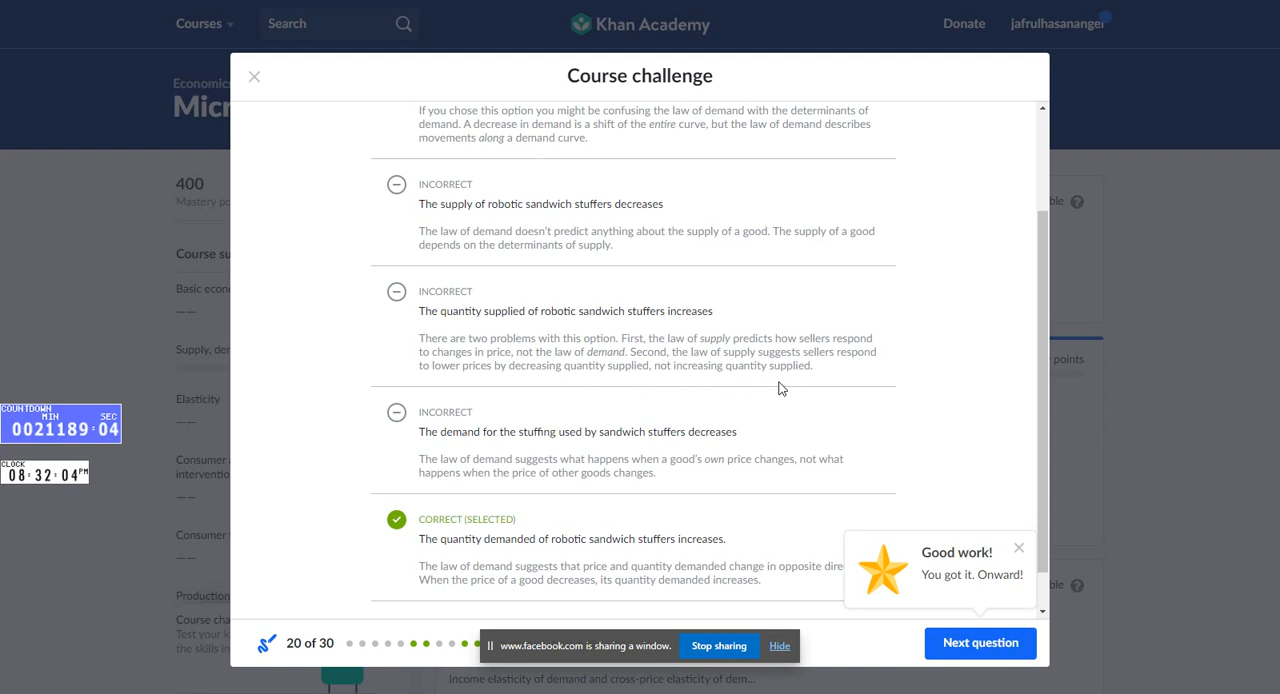 Courses
Search
Khan Academy
Donate
jafrulhasanangel
Economics
Micr
Course challenge
If you chose this option you might be confusing the law of demand with the determinants of
demand. A decrease in demand is a shift of the entire curve, but the law of demand describes
movements along a demand curve.
400
Mastery po
INCORRECT
The supply of robotic sandwich stuffers decreases
The law of demand doesn't predict anything about the supply of a good. The supply of a good
depends on the determinants of supply.
ble
Course su
Basic econ
INCORRECT
The quantity supplied of robotic sandwich stuffers increases
There are two problems with this option. First, the law of supply predicts how sellers respond
to changes in price, not the law of demand. Second, the law of supply suggests sellers respond
to lower prices by decreasing quantity supplied, not increasing quantity supplied.
Supply, den
points
Elasticity
COUNTDOWN
MIN SEC
0021189:04
INCORRECT
The demand for the stuffing used by sandwich stuffers decreases
The law of demand suggests what happens when a good's own price changes, not what
happens when the price of other goods changes.
Consumer a
intervention
CLOCK
08:32:04PM
CORRECT (SELECTED)
The quantity demanded of robotic sandwich stuffers increases.
The law of demand suggests that price and quantity demanded change in opposite dire
When the price of a good decreases, its quantity demanded increases.
Consumer
Good work!
You got it. Onward!
ble
Production
Course cha
Test your k
the skills in
20 of 30
www.facebook.com is sharing a window.
Stop sharing
Hide
Next question
Income elasticity of demand and cross-price elasticity of dem...